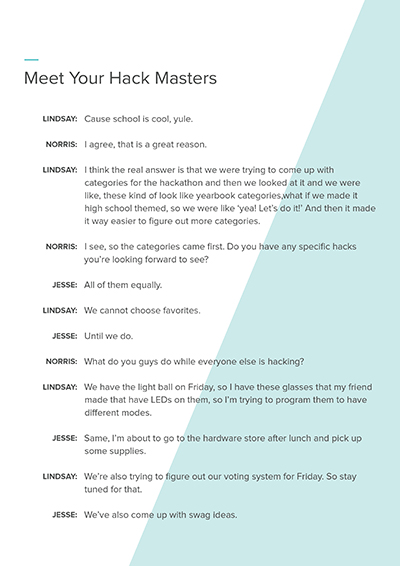 Meet Your Hack Masters
LINDSAY: Cause school is cool, yule.
NORRIS: I agree, that is a great reason.
LINDSAY: I think the real answer is that we were trying to come up with
categories for the hackathon and then we looked at it and we were
like, these kind of look like yearbook categories,what if we made it
high school themed, so we were like ‘yea! Let’s do it!’ And then it made
it way easier to figure out more categories.
NORRIS: I see, so the categories came first. Do you have any specific hacks
you’re looking forward to see?
JESSE: All of them equally.
LINDSAY: We cannot choose favorites.
JESSE: Until we do.
NORRIS: What do you guys do while everyone else is hacking?
LINDSAY: We have the light ball on Friday, so I have these glasses that my friend
made that have LEDs on them, so I’m trying to program them to have
different modes.
JESSE: Same, I’m about to go to the hardware store after lunch and pick up
some supplies.
LINDSAY: We’re also trying to figure out our voting system for Friday. So stay
tuned for that.
JESSE: We’ve also come up with swag ideas.